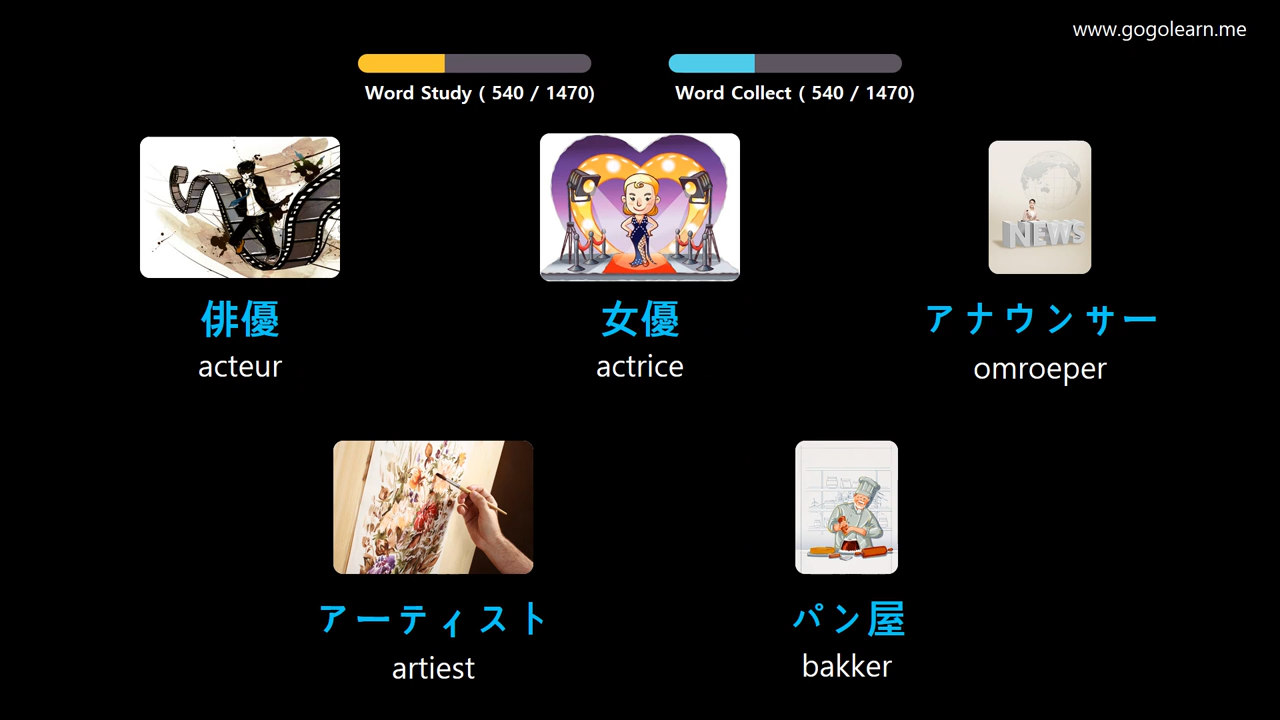 www.gogolearn.me
Word Study ( 540 / 1470)
Word Collect ( 540 / 1470)
NEWS
俳優
acteur
女優
actrice
アナウンサー
omroeper
アーティスト
artiest
パン屋
bakker